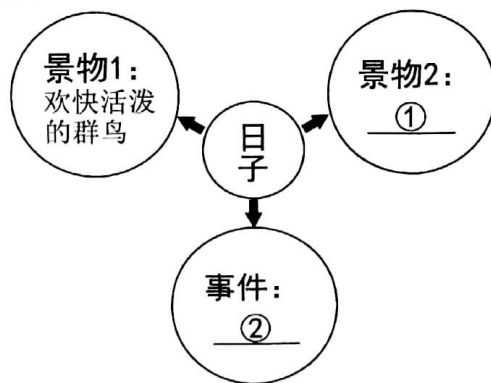 景物1：
欢快活泼
的群鸟
景物2：
①
日
子
事件：
②